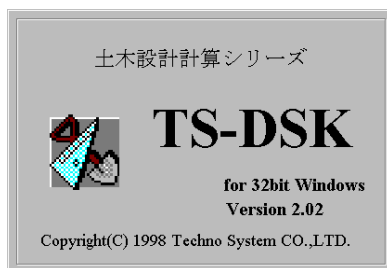 土木設計計算シリーズ
TS-DSK
for 32bit Windows
Version 2.02
Copyright(C) 1998 Techno System CO.,LTD.